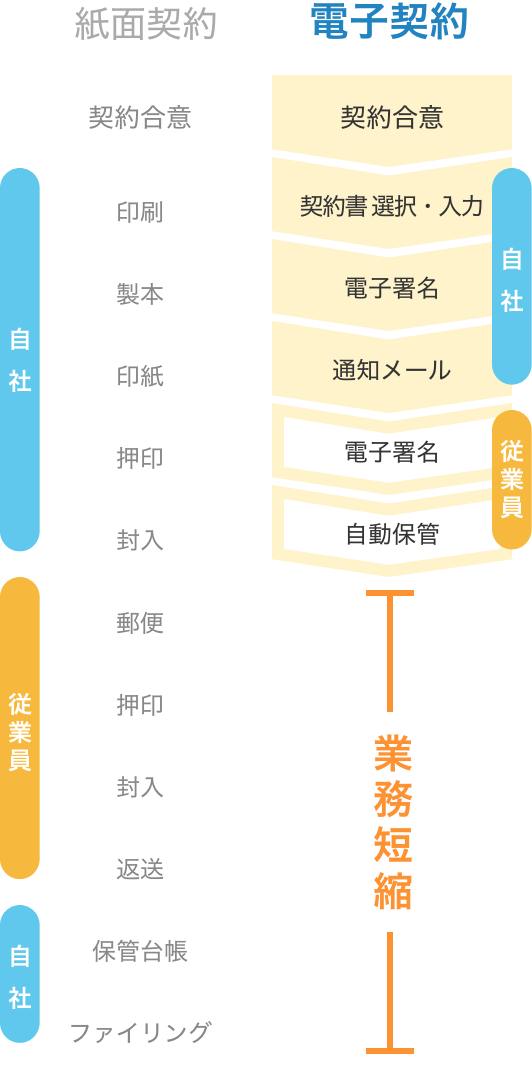 紙面契約
電子契約
契約合意
印刷
製本
印紙
押印
封入
郵便
押印
封入
返送
保管台帳
ファイリング
自社
従業員
自社
契約合意
契約書 選択・入力
電子署名
通知メール
電子署名
自動保管
自社
従業員
業務短縮